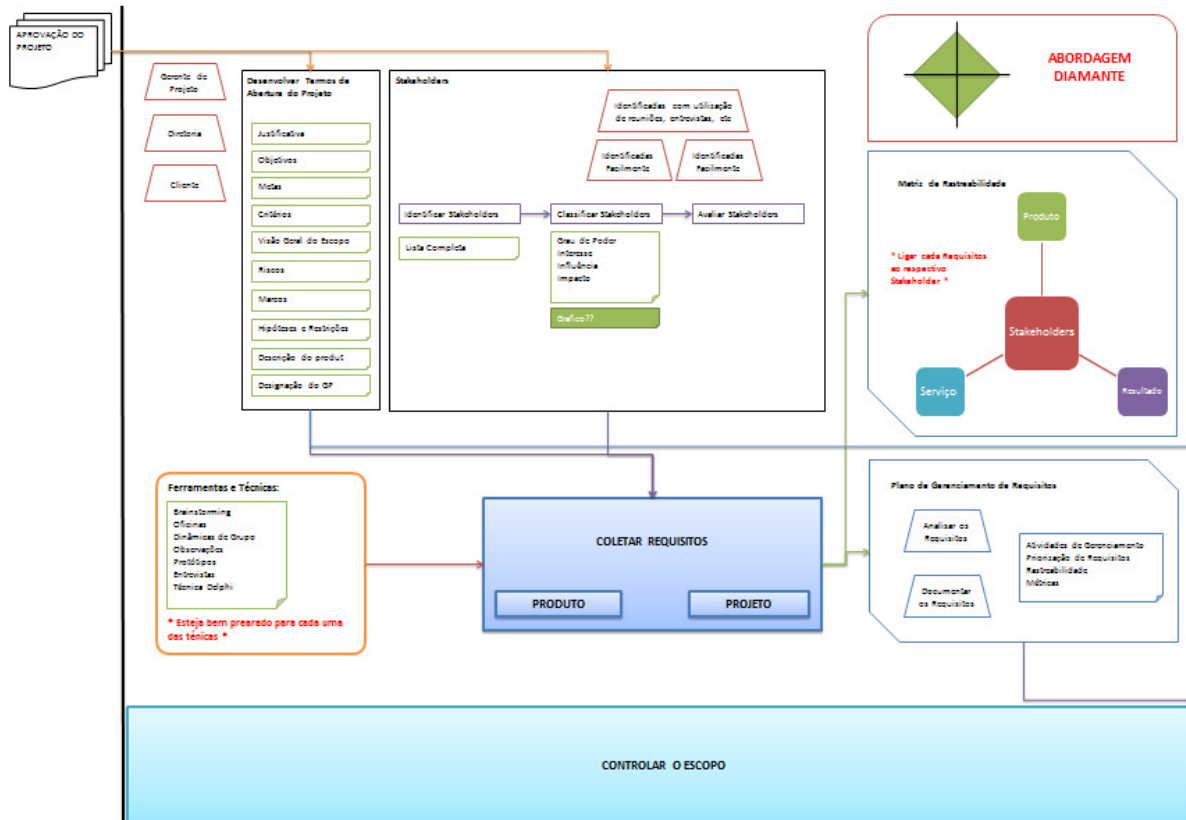 APROVAÇÃO DO
PROJETO
Gerente de
Projeto
Diretoria
Cliente
Desenvolver Termos de
Abertura do Projeto
Justificativa
Objetivos
Metas
Critérios
Visão Geral do Escopo
Riscos
Marcos
Hipóteses e Restrições
Descrição do produt
Designação do GP
Stakeholders
Identificadas com utilização
de reuniões, entrevistas, etc
Identificadas
Facilmente
Identificadas
Facilmente
Identificar Stakeholders
Classificar Stakeholders
Avaliar Stakeholders
Lista Completa
Grau de Poder
Interesse
Influência
Impacto
Grafico??
ABORDAGEM
DIAMANTE
Matriz de Rastreabilidade
Produto
* Ligar cada Requisitos
ao respectivo
Stakeholder *
Stakeholders
Serviço
Resultado
Ferramentas e Técnicas:
Brainstorming
Oficinas
Dinâmicas de Grupo
Observações
Protótipos
Entrevistas
Técnica Delphi
* Esteja bem prearado para cada uma
das ténicas *
COLETAR REQUISITOS
PRODUTO
PROJETO
Plano de Gerenciamento de Requisitos
Analisar os
Requisitos
Documentar
os Requisitos
Atividades de Gerenciamento
Priorização de Requisitos
Rastreabilidade
Métricas
CONTROLAR O ESCOPO